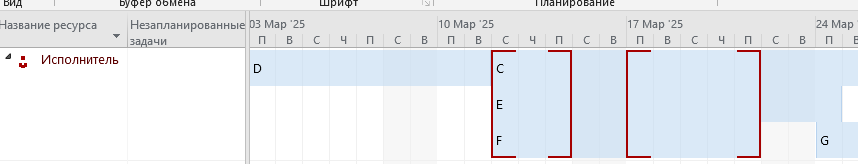 Вид Буфер обмена Шрифт Планирование
Название ресурса Незапланированные задачи 03 Мар '25 10 Мар '25 17 Мар '25 24 Мар
П В С Ч П С В П В С Ч П С В П В С Ч П С В П В
Исполнитель D C
E
F G